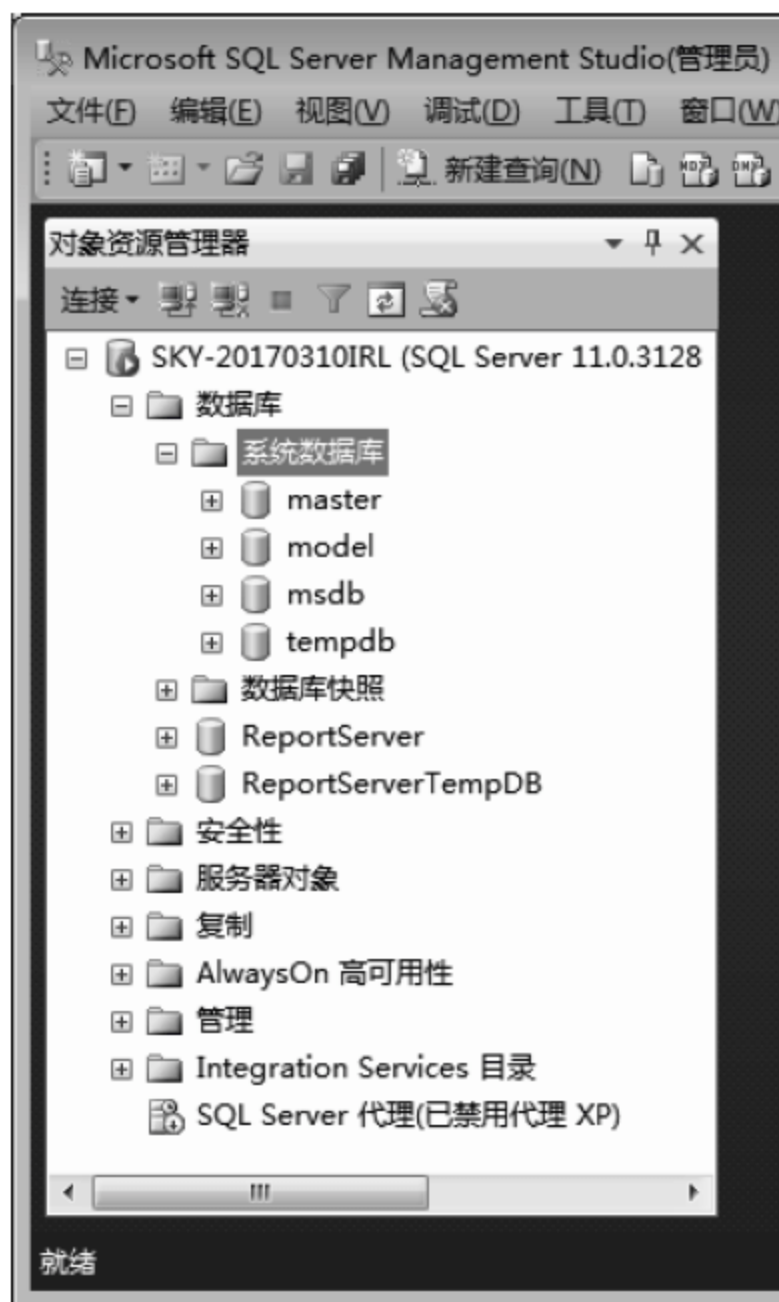 Microsoft SQL Server Management Studio(管理员)
文件(F) 编辑(E) 视图(V) 调试(D) 工具(T) 窗口(W)
新建查询(N) MDX DMX
对象资源管理器
连接
SKY-20170310IRL (SQL Server 11.0.3128
数据库
系统数据库
master
model
msdb
tempdb
数据库快照
ReportServer
ReportServerTempDB
安全性
服务器对象
复制
AlwaysOn 高可用性
管理
Integration Services 目录
SQL Server 代理(已禁用代理 XP)
就绪